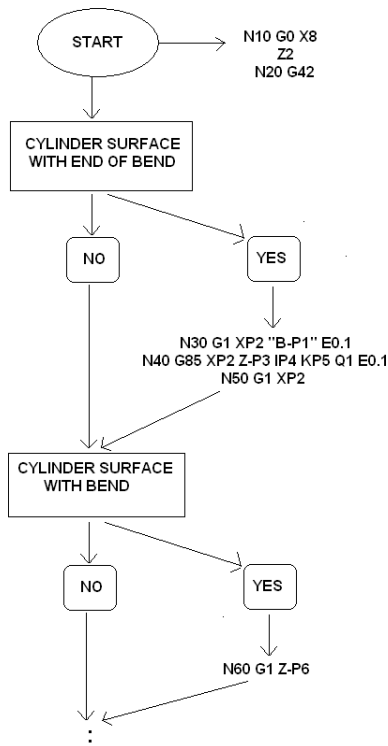 START
N10 G0 X8
Z2
N20 G42
CYLINDER SURFACE
WITH END OF BEND
NO
YES
N30 G1 XP2 "B-P1" E0.1
N40 G85 XP2 Z-P3 IP4 KP5 Q1 E0.1
N50 G1 XP2
CYLINDER SURFACE
WITH BEND
NO
YES
N60 G1 Z-P6
: